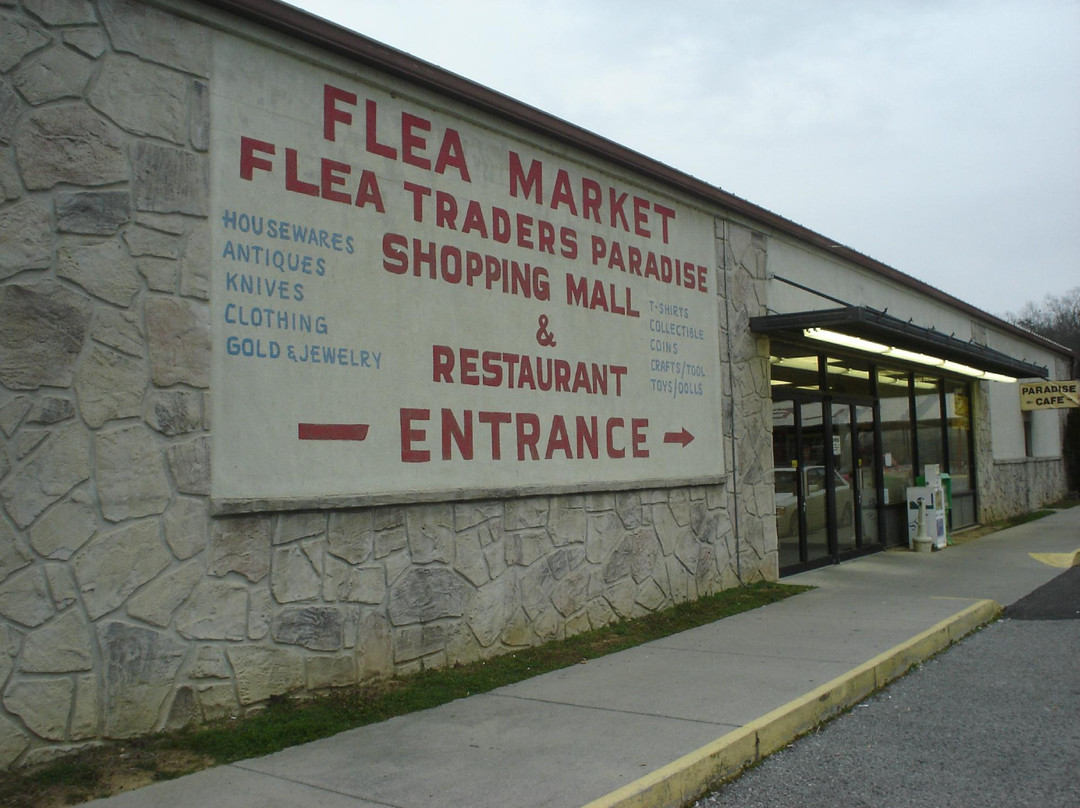 FLEA MARKET
FLEA TRADERS PARADISE
SHOPPING MALL
&
RESTAURANT
ENTRANCE
HOUSEWARES
ANTIQUES
KNIVES
CLOTHING
GOLD & JEWELRY
T-SHIRTS
COLLECTIBLE
COINS
CRAFTS/TOOL
TOYS/DOLLS
PARADISE
CAFE